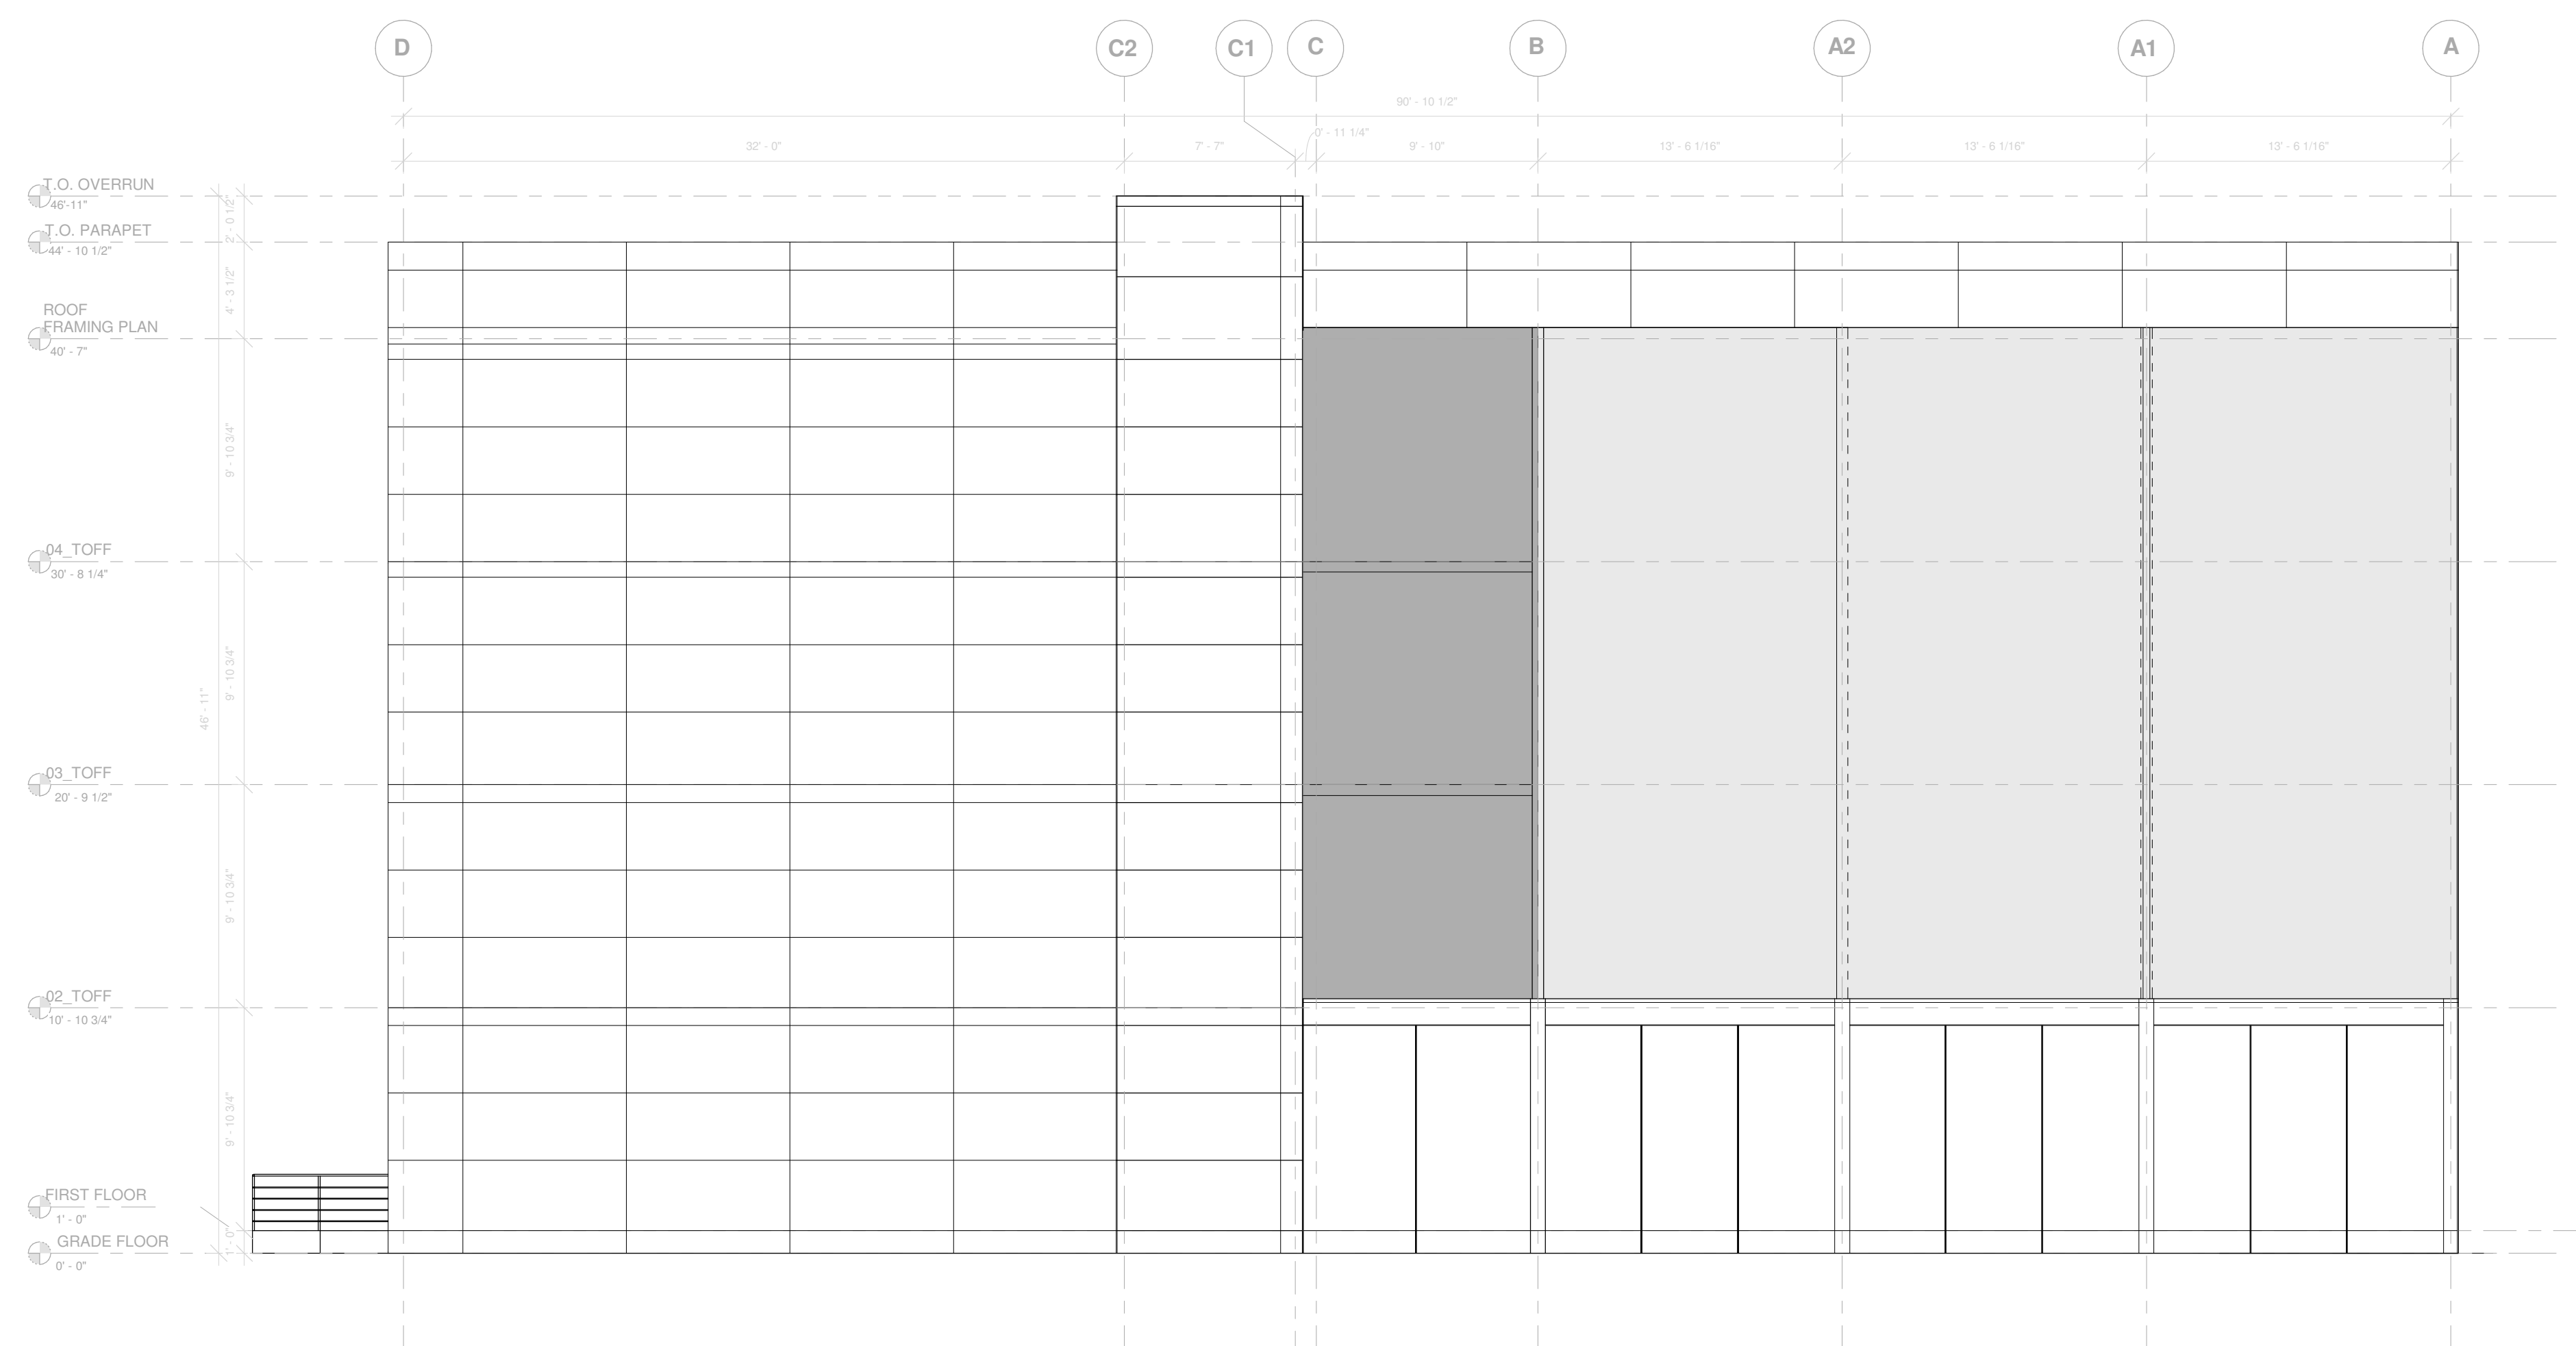 D
C2
C1
C
B
A2
A1
A
90' - 10 1/2"
0' - 11 1/4"
32' - 0"
7' - 7"
9' - 10"
13' - 6 1/16"
13' - 6 1/16"
13' - 6 1/16"
T.O. OVERRUN
46'-11"
2' - 0 1/2"
T.O. PARAPET
44' - 10 1/2"
4' - 3 1/2"
ROOF
FRAMING PLAN
40' - 7"
9' - 10 3/4"
04_TOFF
30' - 8 1/4"
9' - 10 3/4"
46' - 11"
03_TOFF
20' - 9 1/2"
9' - 10 3/4"
02_TOFF
10' - 10 3/4"
9' - 10 3/4"
FIRST FLOOR
1' - 0"
1' - 0"
GRADE FLOOR
0' - 0"